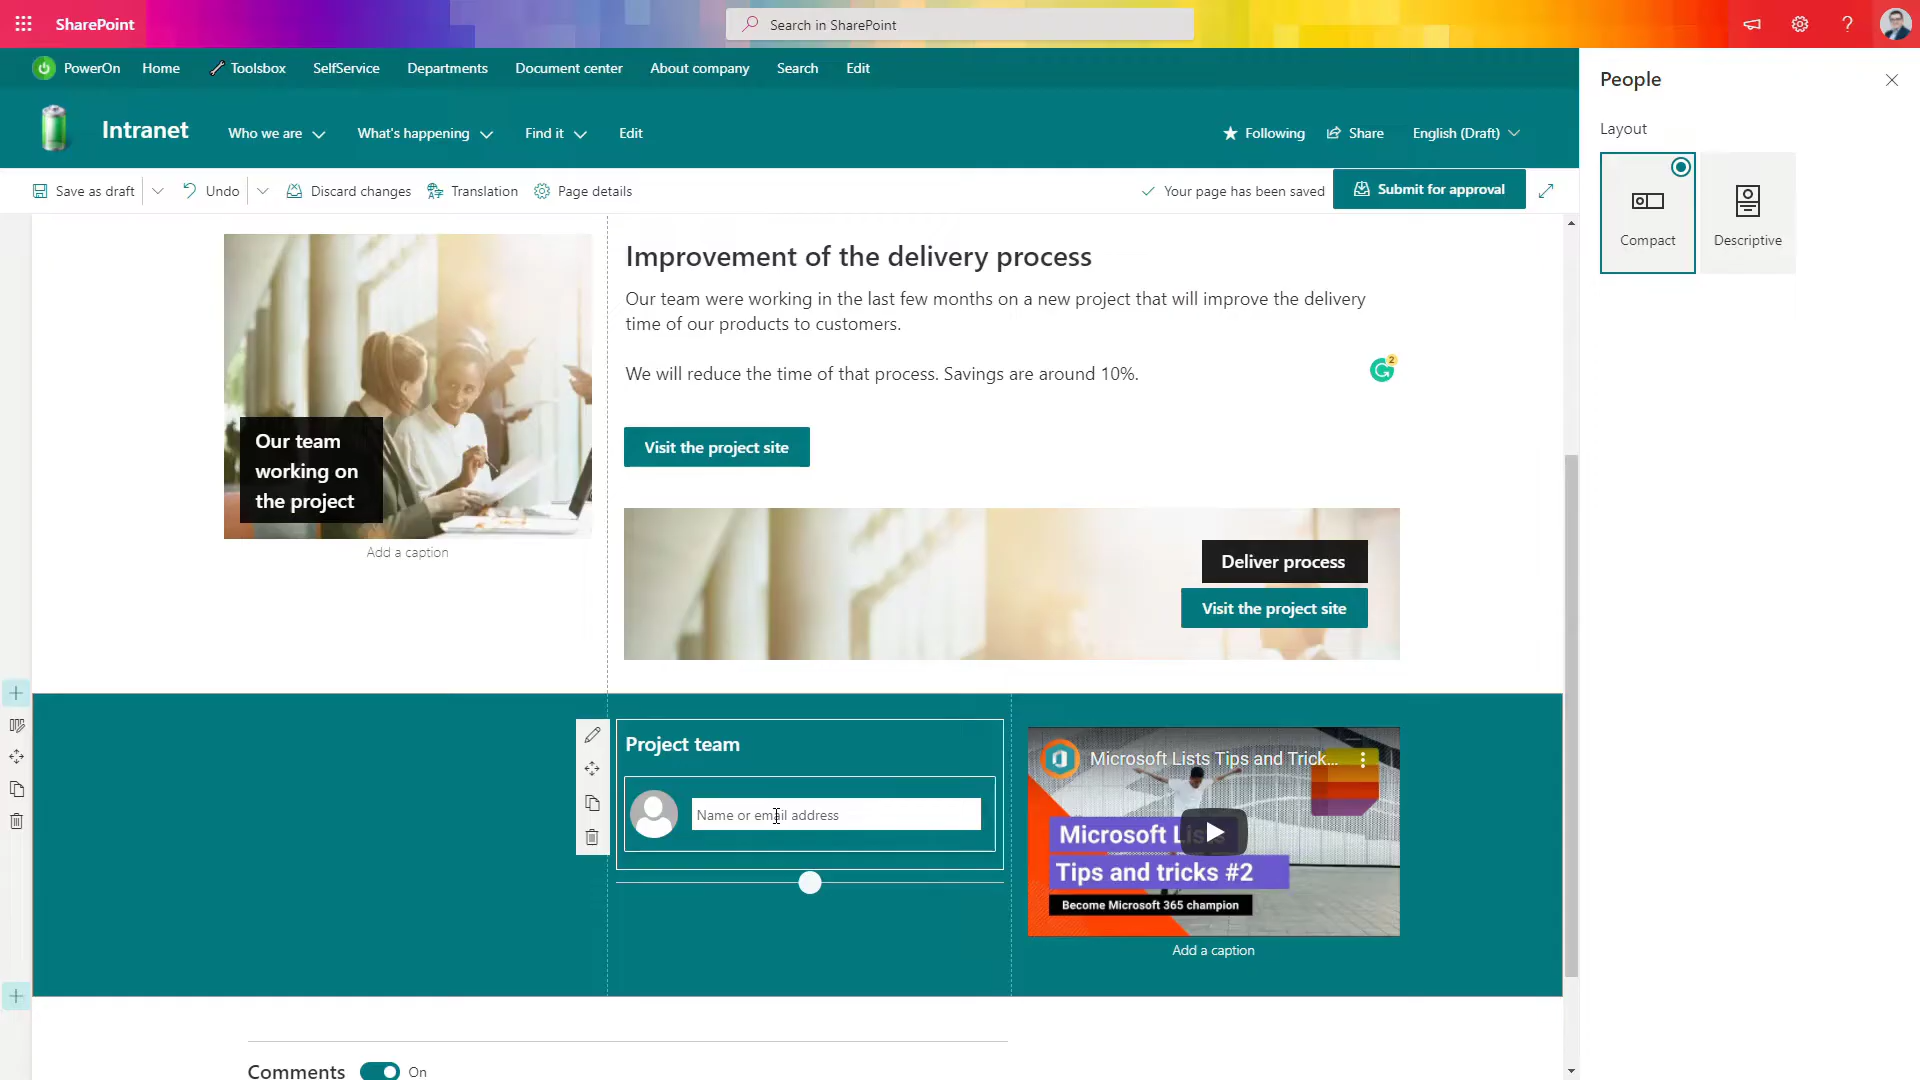 SharePoint
Search in SharePoint
PowerOn
Home
Toolsbox
SelfService
Departments
Document center
About company
Search
Edit
Intranet
Who we are
What's happening
Find it
Edit
Following
Share
English (Draft)
Save as draft
Undo
Discard changes
Translation
Page details
Your page has been saved
Submit for approval
People
Layout
Compact
Descriptive
Our team
working on
the project
Add a caption
Improvement of the delivery process
Our team were working in the last few months on a new project that will improve the delivery
time of our products to customers.
We will reduce the time of that process. Savings are around 10%.
2
Visit the project site
Deliver process
Visit the project site
Project team
Name or email address
Microsoft Lists Tips and Trick...
Microsoft Lists
Tips and tricks #2
Become Microsoft 365 champion
Add a caption
Comments
On